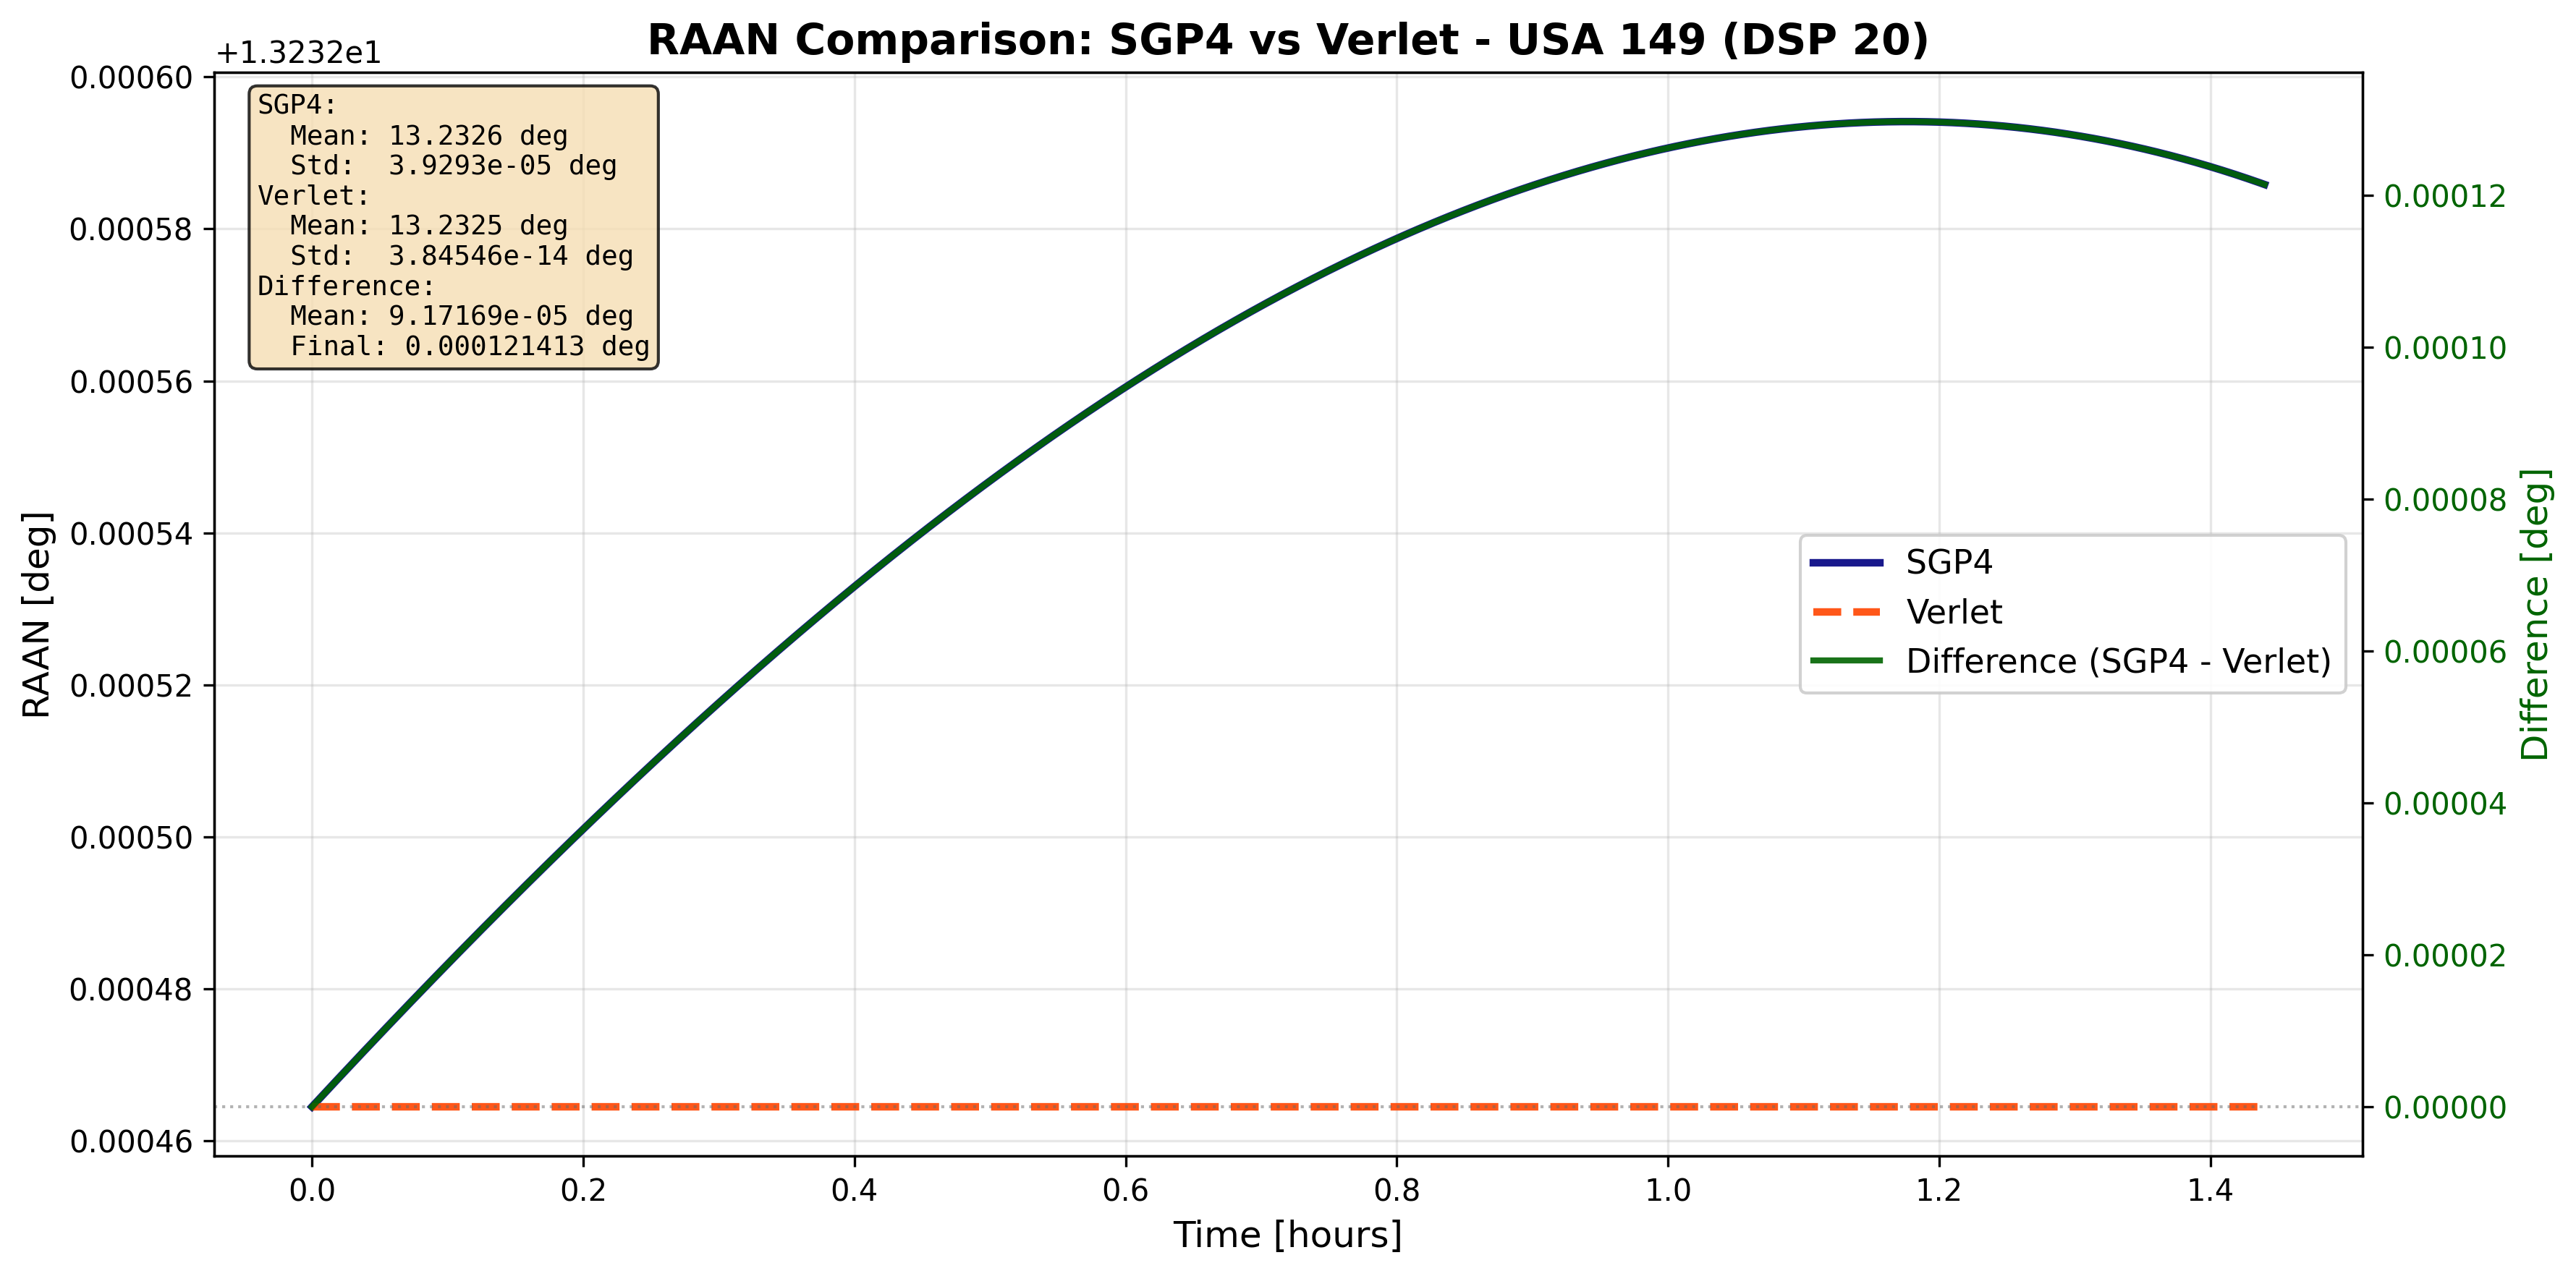 RAAN Comparison: SGP4 vs Verlet - USA 149 (DSP 20)
+1.3232e1
0.00060
0.00058
0.00056
0.00054
0.00052
0.00050
0.00048
0.00046
RAAN [deg]
SGP4:
Mean: 13.2326 deg
Std: 3.9293e-05 deg
Verlet:
Mean: 13.2325 deg
Std: 3.84546e-14 deg
Difference:
Mean: 9.17169e-05 deg
Final: 0.000121413 deg
SGP4
Verlet
Difference (SGP4 - Verlet)
0.00012
0.00010
0.00008
0.00006
0.00004
0.00002
0.00000
Difference [deg]
0.0 0.2 0.4 0.6 0.8 1.0 1.2 1.4
Time [hours]